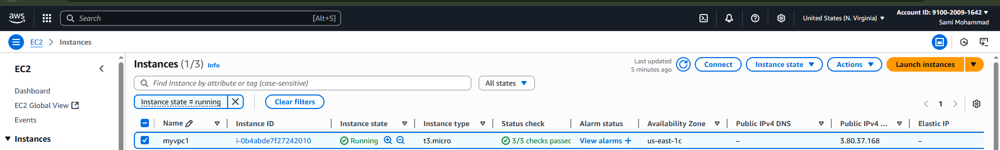 aws
Search [Alt+S]
United States (N. Virginia)
Account ID: 9100-2009-1642
Sami Mohammad
EC2 Instances
EC2
Dashboard
EC2 Global View
Events
Instances
Instances (1/3) Info
Last updated
5 minutes ago
Connect
Instance state
Actions
Launch instances
Find Instance by attribute or tag (case-sensitive)
All states
Instance state = running
Clear filters
1
Name Instance ID Instance state Instance type Status check Alarm status Availability Zone Public IPv4 DNS Public IPv4 ... Elastic IP
myvpc1 i-0b4abde7f27242010 Running t3.micro 3/3 checks passec View alarms + us-east-1c – 3.80.37.168 –